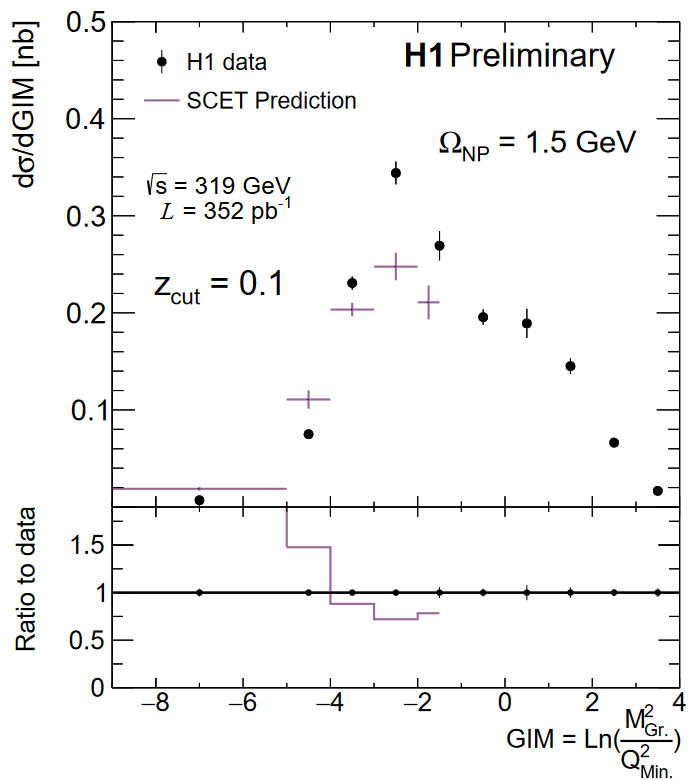 H1 Preliminary
H1 data
SCET Prediction
Ω_NP = 1.5 GeV
√s = 319 GeV
L = 352 pb⁻¹
z_cut = 0.1
dσ/dGIM [nb]
0.5
0.4
0.3
0.2
0.1
Ratio to data
1.5
1
0.5
0
−8 −6 −4 −2 0 2 4
GIM = Ln(M²_Gr. / Q²_Min.)